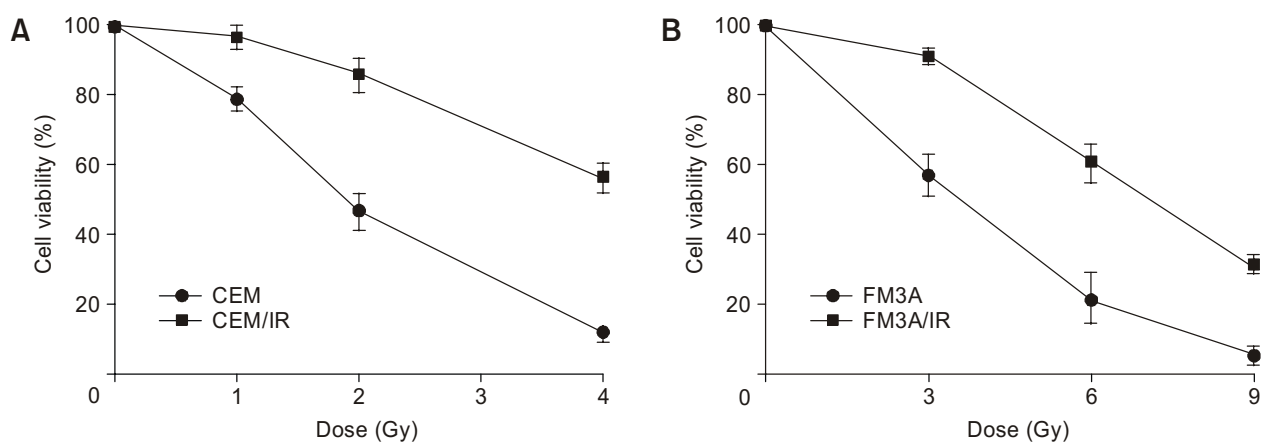 A
Cell viability (%)
100
80
60
40
20
0
CEM
CEM/IR
1
2
3
4
Dose (Gy)
B
Cell viability (%)
100
80
60
40
20
0
FM3A
FM3A/IR
3
6
9
Dose (Gy)